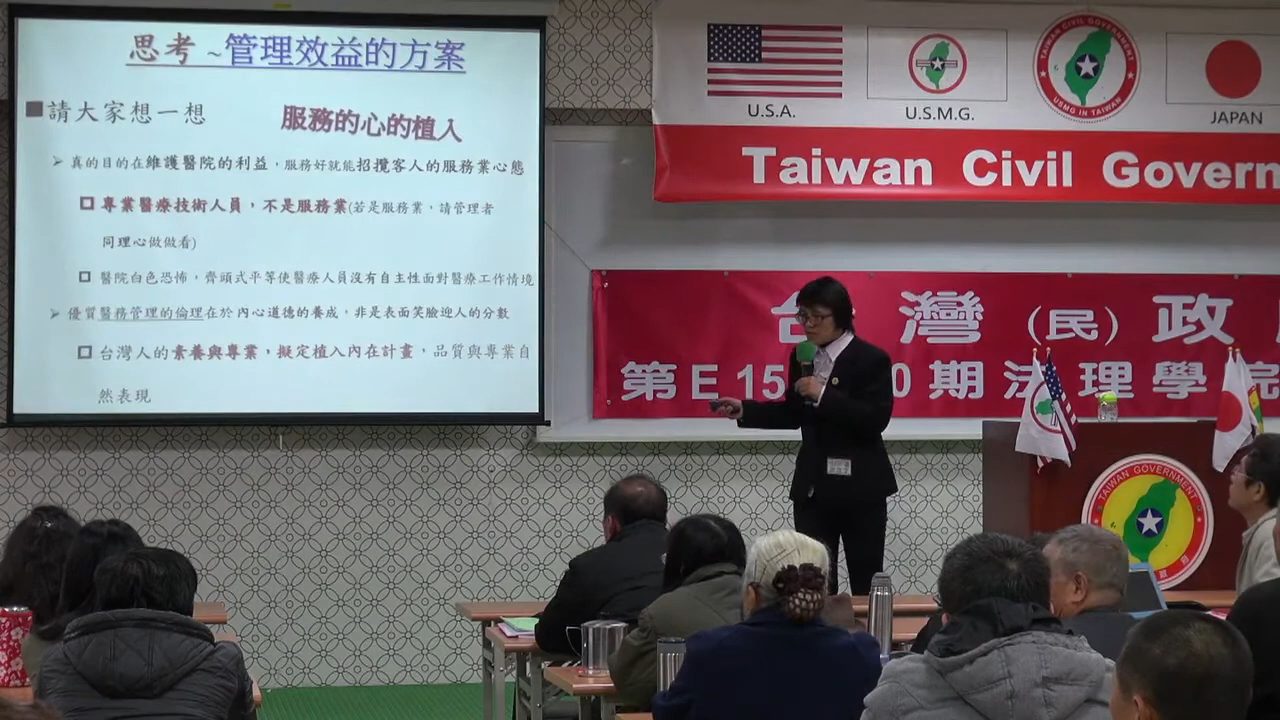 思考~管理效益的方案
■請大家想一想 服務的心的植入
➢ 真的目的在維護醫院的利益，服務好就能招攬客人的服務業心態
❑ 專業醫療技術人員，不是服務業(若是服務業，請管理者
同理心做做看)
❑ 醫院白色恐怖，齊頭式平等使醫療人員沒有自主性面對醫療工作情境
➢ 優質醫務管理的倫理在於內心道德的養成，非是表面笑臉迎人的分數
❑ 台灣人的素養與專業，擬定植入內在計畫，品質與專業自
然表現
U.S.A.
U.S.M.G.
TAIWAN CIVIL GOVERNMENT
USMG IN TAIWAN
JAPAN
Taiwan Civil Governm
台灣(民)政
第E15 0期法理學院
TAIWAN GOVERNMENT